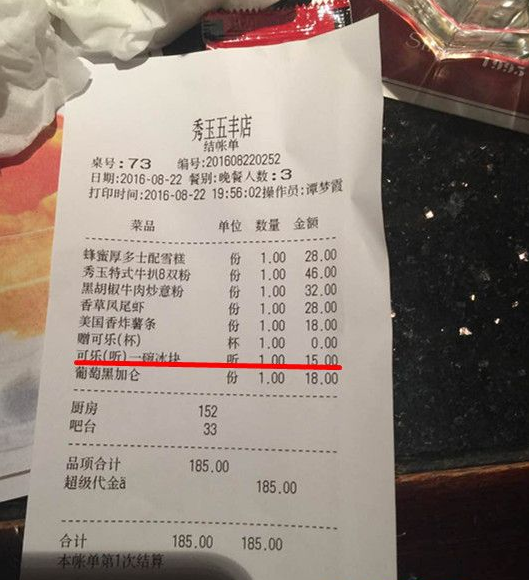 秀玉五丰店
结帐单
桌号:73 编号:201608220252
日期:2016-08-22 餐别:晚餐人数:3
打印时间:2016-08-22 19:56:02操作员:谭梦霞
菜品 单位 数量 金额
蜂蜜厚多士配雪糕 份 1.00 28.00
秀玉特式牛扒8双粉 份 1.00 46.00
黑胡椒牛肉炒意粉 份 1.00 32.00
香草凤尾虾 份 1.00 28.00
美国香炸薯条 份 1.00 18.00
赠可乐(杯) 杯 1.00 0.00
可乐(听)一碗冰块 听 1.00 15.00
葡萄黑加仑 份 1.00 18.00
厨房 152
吧台 33
品项合计 185.00
超级代金ä 185.00
合计 185.00 185.00
本帐单第1次结算
1995